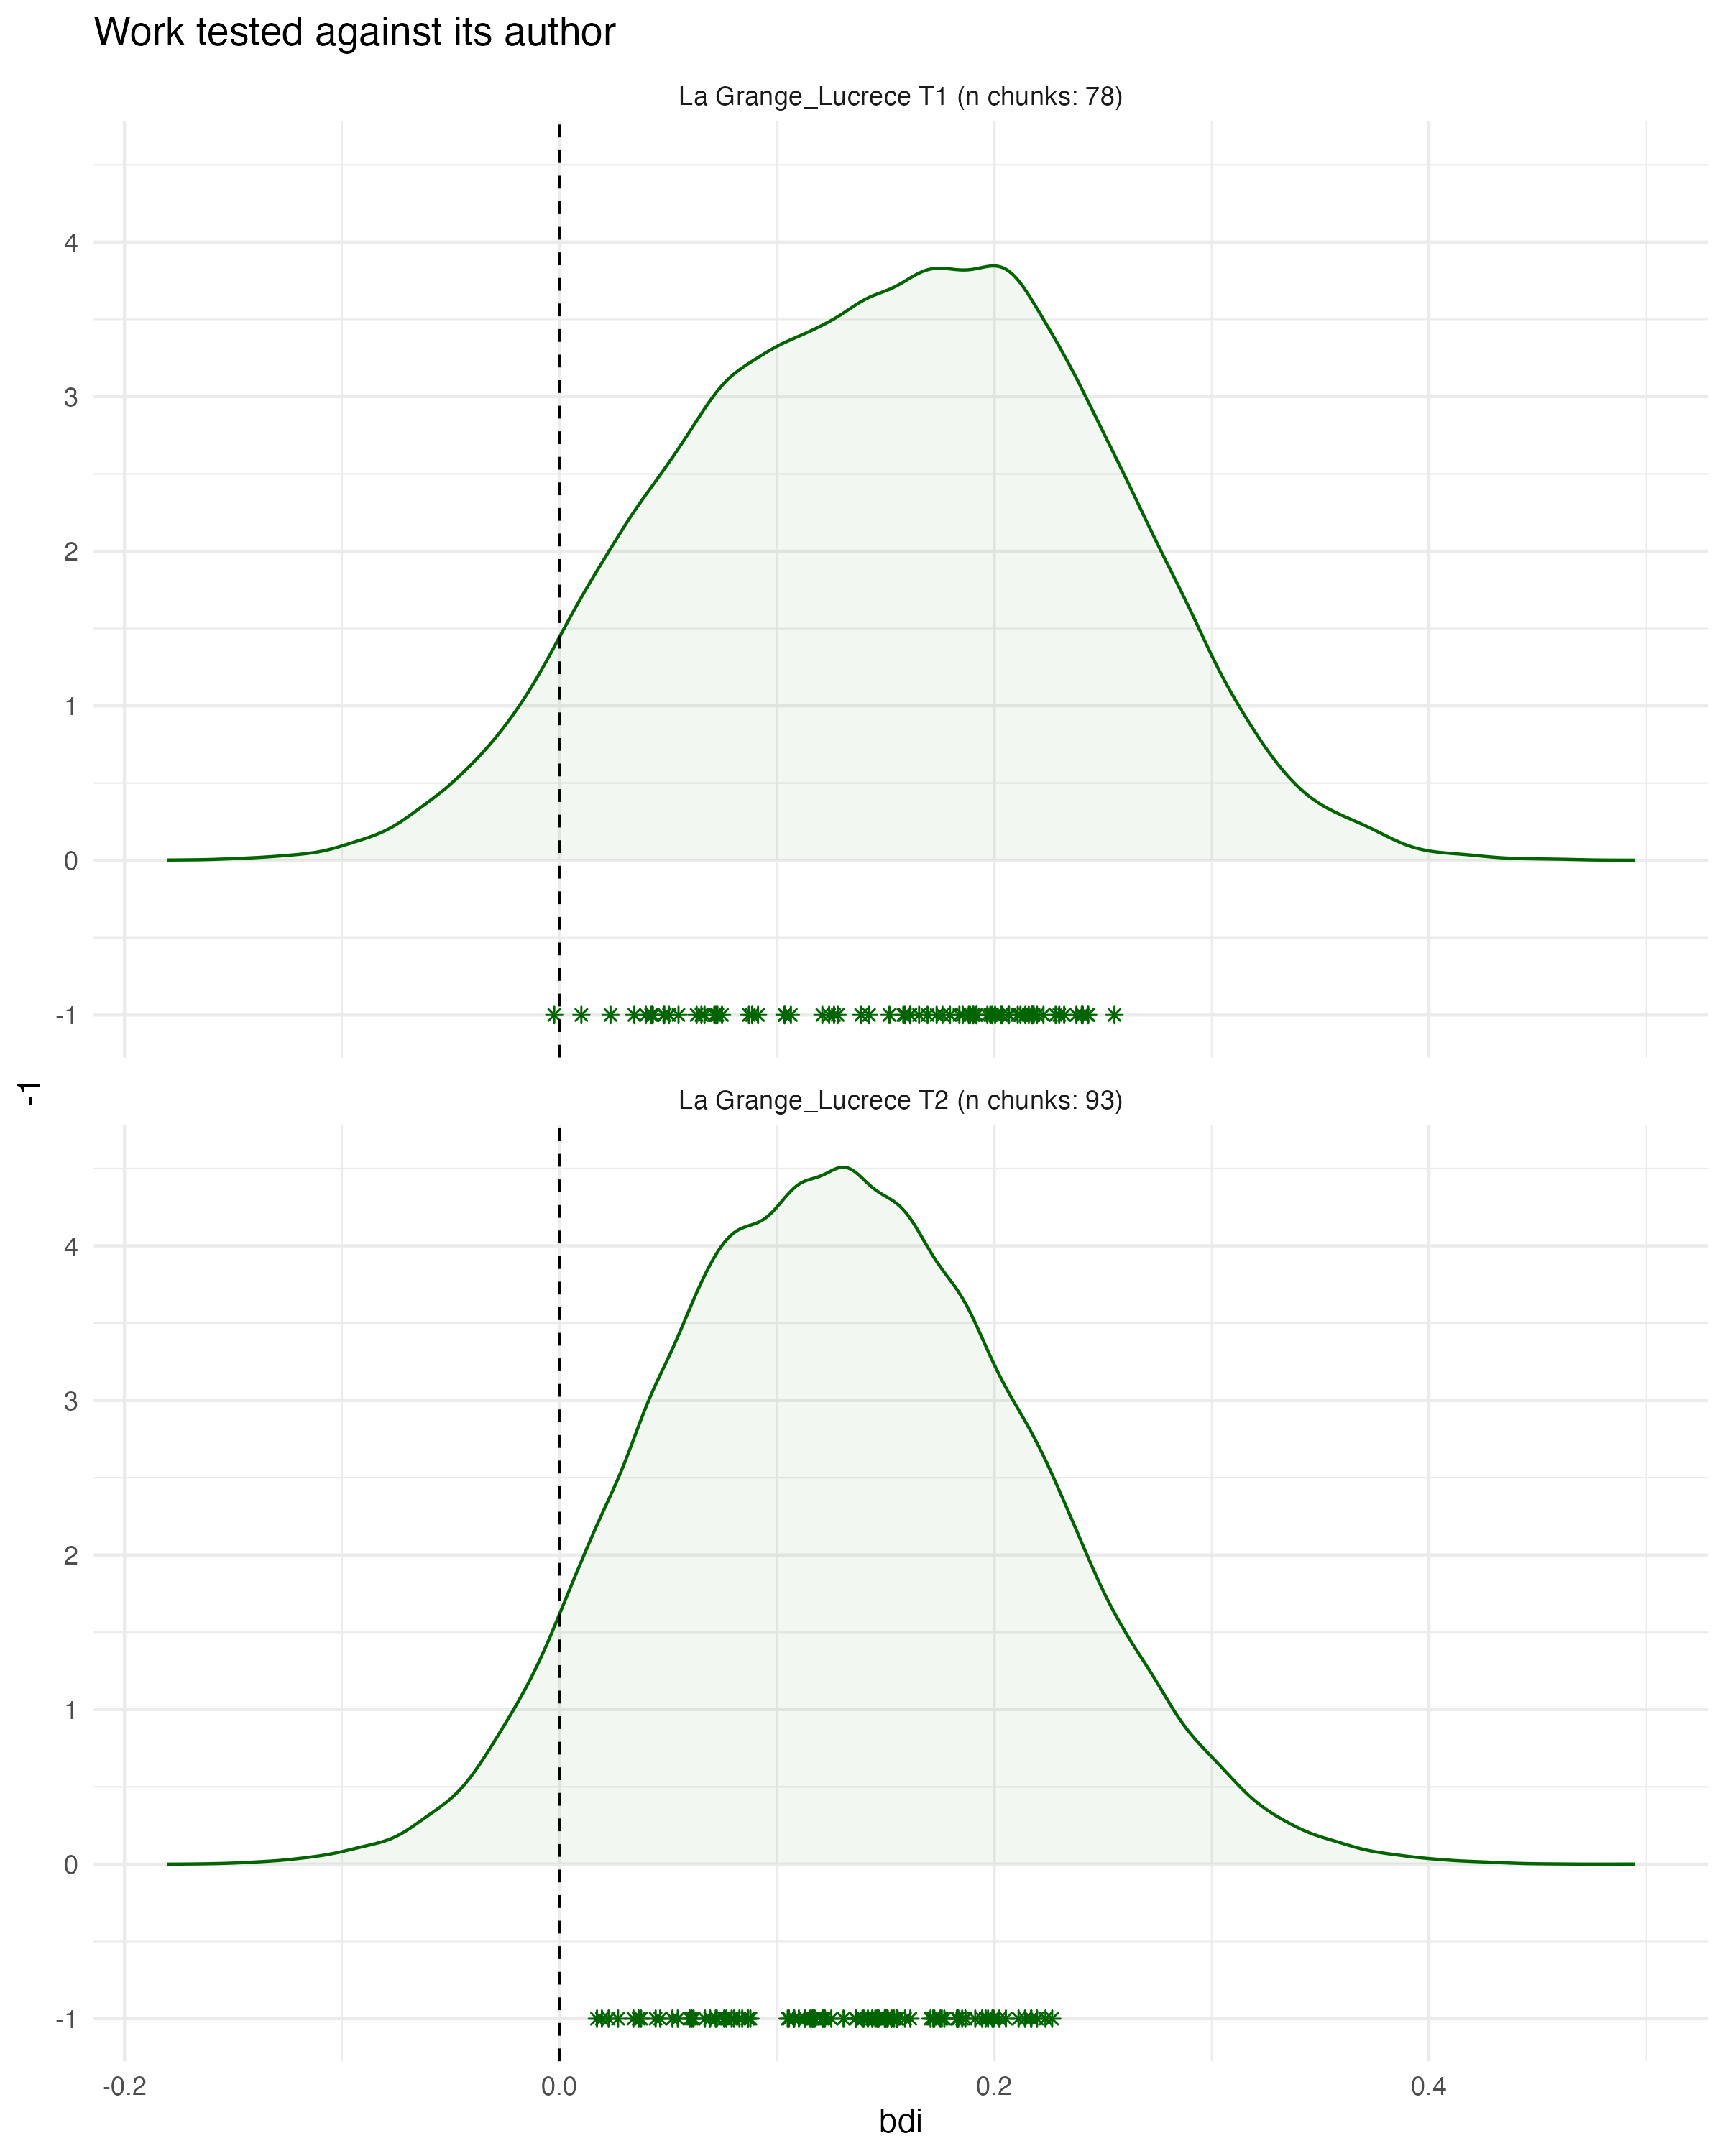 Work tested against its author
La Grange_Lucrece T1 (n chunks: 78)
4
3
2
1
0
-1
-1
La Grange_Lucrece T2 (n chunks: 93)
4
3
2
1
0
-1
-0.2 0.0 0.2 0.4
bdi